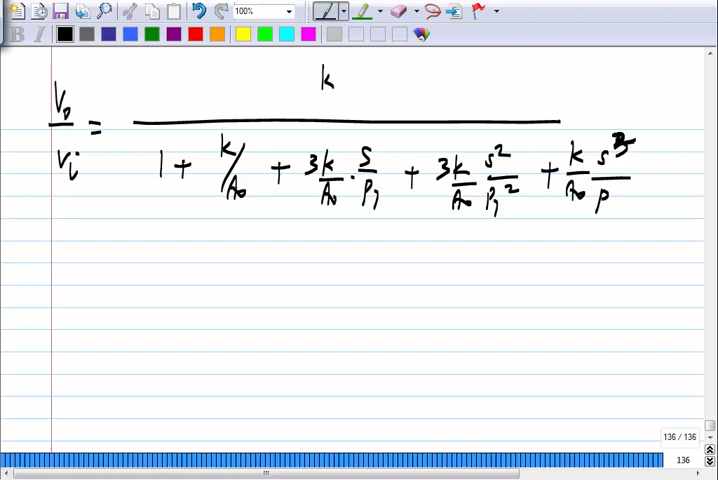 100%
B I
k
V₀/Vi = 
1 + k/A₀ + 3k/A₀ · s/p₁ + 3k/A₀ s²/p₁² + k/A₀ s³/p
136 / 136
136